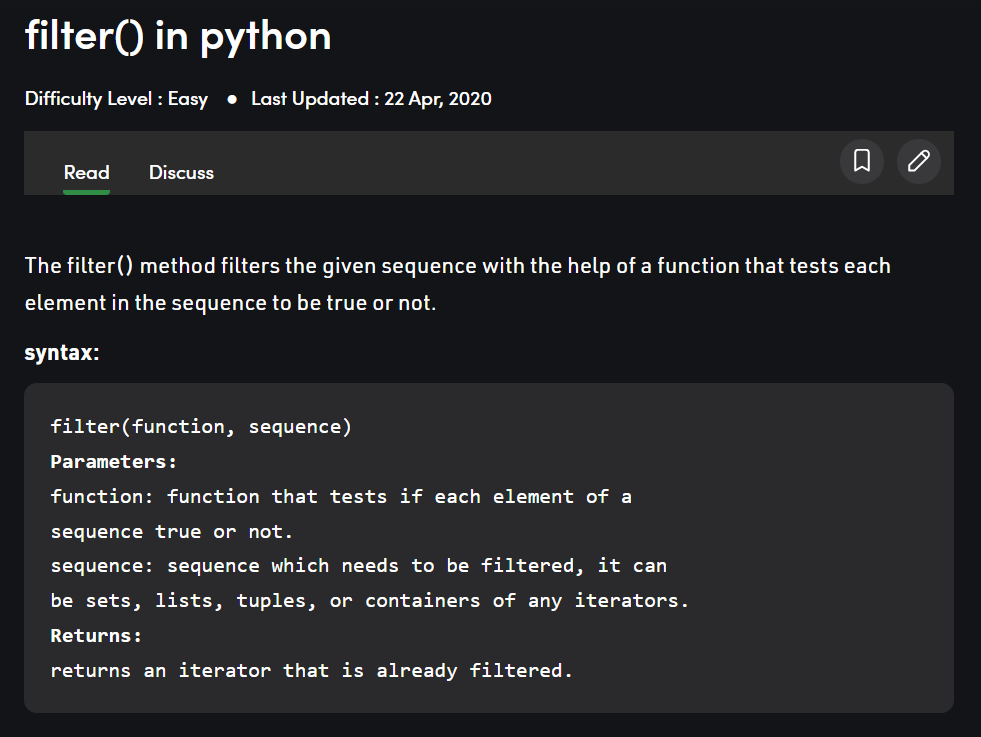 filter() in python
Difficulty Level : Easy ● Last Updated : 22 Apr, 2020
Read Discuss
The filter() method filters the given sequence with the help of a function that tests each
element in the sequence to be true or not.
syntax:
filter(function, sequence)
Parameters:
function: function that tests if each element of a
sequence true or not.
sequence: sequence which needs to be filtered, it can
be sets, lists, tuples, or containers of any iterators.
Returns:
returns an iterator that is already filtered.